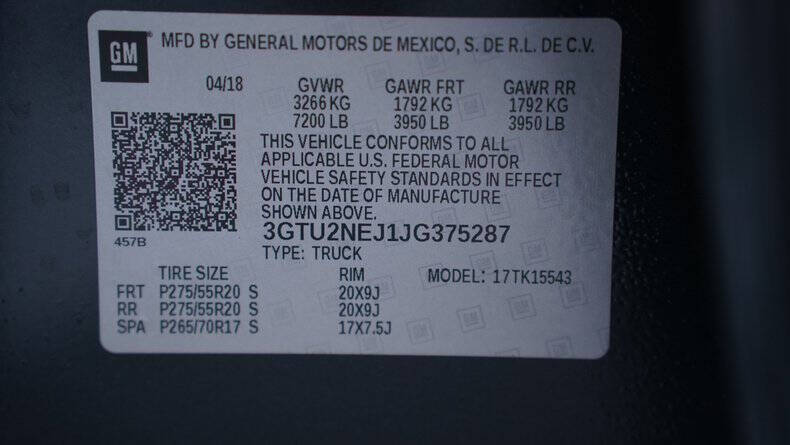 GM MFD BY GENERAL MOTORS DE MEXICO, S. DE R.L. DE C.V.
04/18 GVWR GAWR FRT GAWR RR
3266 KG 1792 KG 1792 KG
7200 LB 3950 LB 3950 LB
THIS VEHICLE CONFORMS TO ALL
APPLICABLE U.S. FEDERAL MOTOR
VEHICLE SAFETY STANDARDS IN EFFECT
ON THE DATE OF MANUFACTURE
SHOWN ABOVE.
457B 3GTU2NEJ1JG375287
TYPE: TRUCK
TIRE SIZE RIM MODEL: 17TK15543
FRT P275/55R20 S 20X9J
RR P275/55R20 S 20X9J
SPA P265/70R17 S 17X7.5J